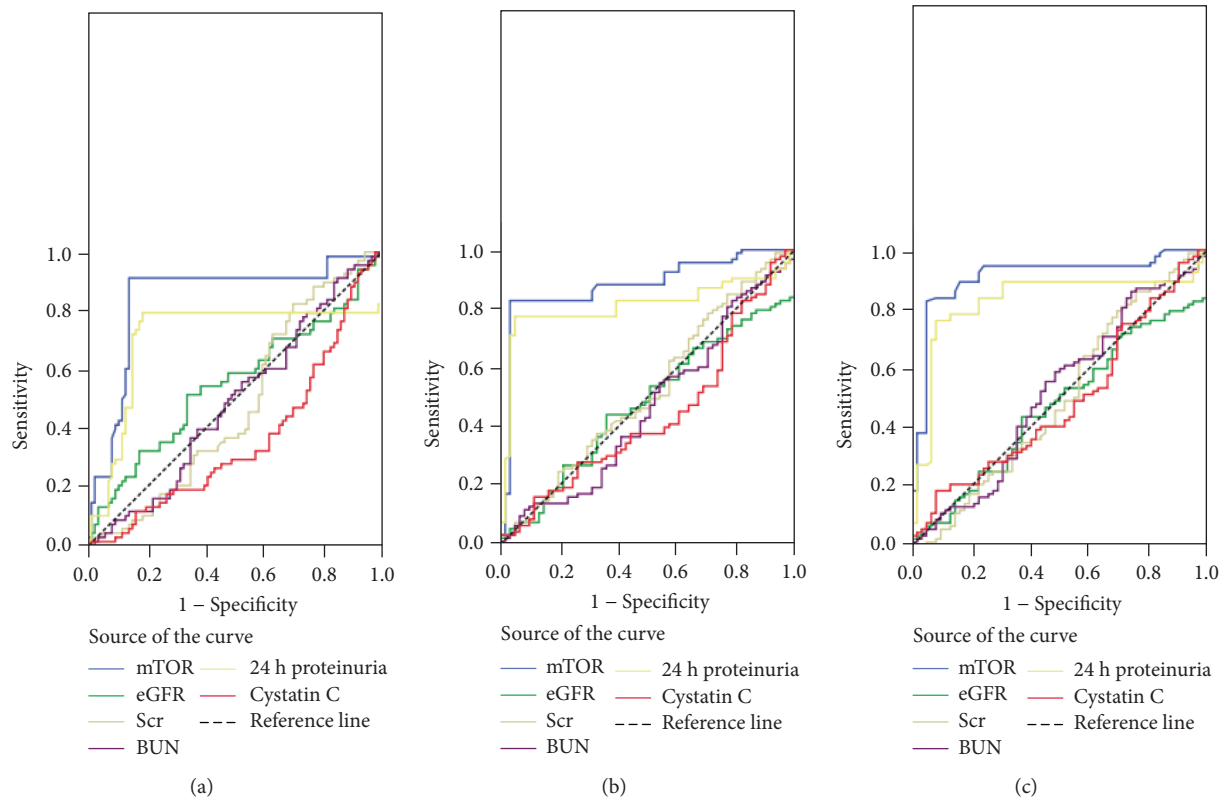 1.0
0.8
0.6
0.4
0.2
0.0
Sensitivity
0.0 0.2 0.4 0.6 0.8 1.0
1 – Specificity
Source of the curve
mTOR 24 h proteinuria
eGFR Cystatin C
Scr Reference line
BUN
(a)
1.0
0.8
0.6
0.4
0.2
0.0
Sensitivity
0.0 0.2 0.4 0.6 0.8 1.0
1 – Specificity
Source of the curve
mTOR 24 h proteinuria
eGFR Cystatin C
Scr Reference line
BUN
(b)
1.0
0.8
0.6
0.4
0.2
0.0
Sensitivity
0.0 0.2 0.4 0.6 0.8 1.0
1 – Specificity
Source of the curve
mTOR 24 h proteinuria
eGFR Cystatin C
Scr Reference line
BUN
(c)